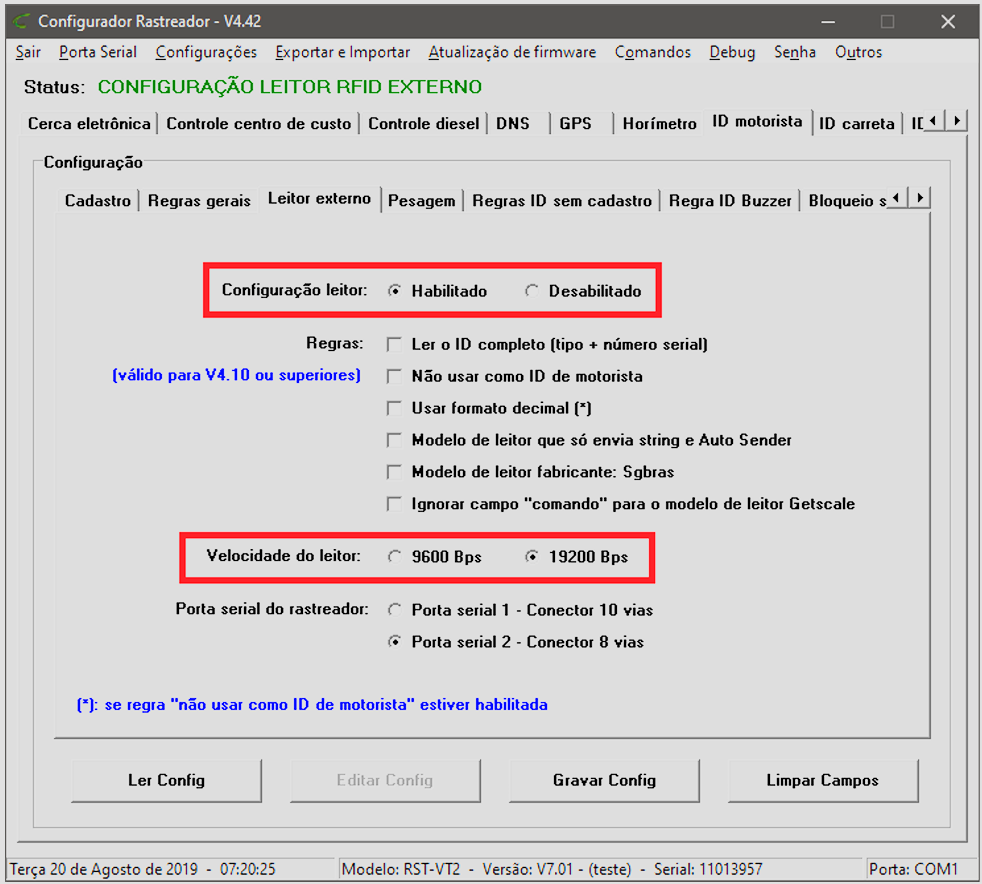 Configurador Rastreador - V4.42
Sair Porta Serial Configurações Exportar e Importar Atualização de firmware Comandos Debug Senha Outros
Status: CONFIGURAÇÃO LEITOR RFID EXTERNO
Cerca eletrônica Controle centro de custo Controle diesel DNS GPS Horímetro ID motorista ID carreta
Configuração
Cadastro Regras gerais Leitor externo Pesagem Regras ID sem cadastro Regra ID Buzzer Bloqueio s
Configuração leitor: Habilitado Desabilitado
Regras: Ler o ID completo (tipo + número serial)
(válido para V4.10 ou superiores) Não usar como ID de motorista
Usar formato decimal (*)
Modelo de leitor que só envia string e Auto Sender
Modelo de leitor fabricante: Sgbras
Ignorar campo "comando" para o modelo de leitor Getscale
Velocidade do leitor: 9600 Bps 19200 Bps
Porta serial do rastreador: Porta serial 1 - Conector 10 vias
Porta serial 2 - Conector 8 vias
(*): se regra "não usar como ID de motorista" estiver habilitada
Ler Config Editar Config Gravar Config Limpar Campos
Terça 20 de Agosto de 2019 - 07:20:25 Modelo: RST-VT2 - Versão: V7.01 - (teste) - Serial: 11013957 Porta: COM1